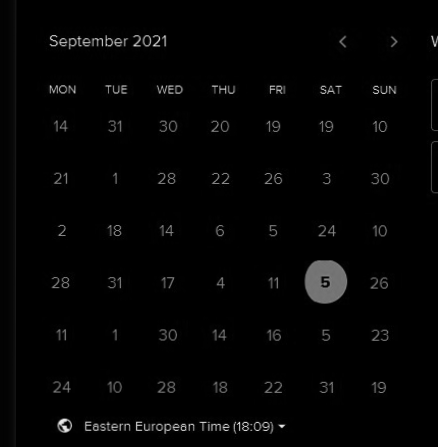 September 2021
W
MON TUE WED THU FRI SAT SUN
14 31 30 20 19 19 10
21 1 28 22 26 3 30
2 18 14 6 5 24 10
28 31 17 4 11 5 26
11 1 30 14 16 5 23
24 10 28 18 22 31 19
Eastern European Time (18:09)